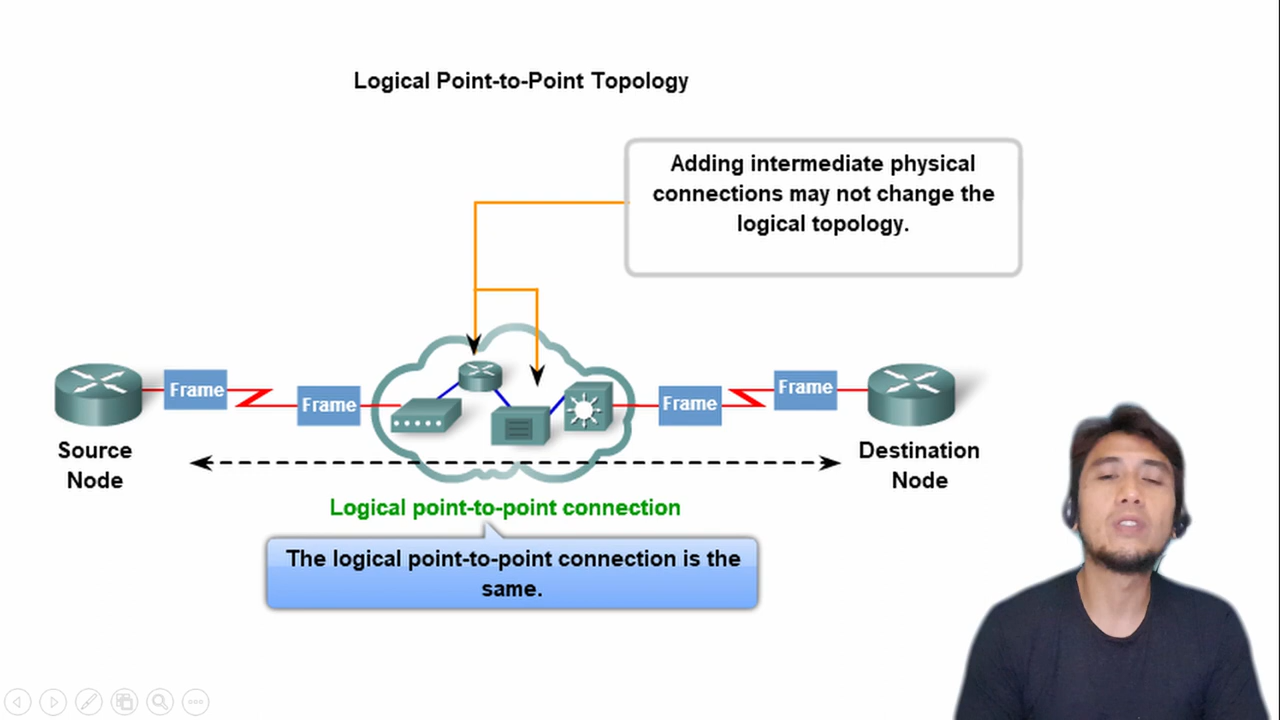 Logical Point-to-Point Topology
Adding intermediate physical
connections may not change the
logical topology.
Frame
Frame
Frame
Frame
Source
Node
Destination
Node
Logical point-to-point connection
The logical point-to-point connection is the
same.